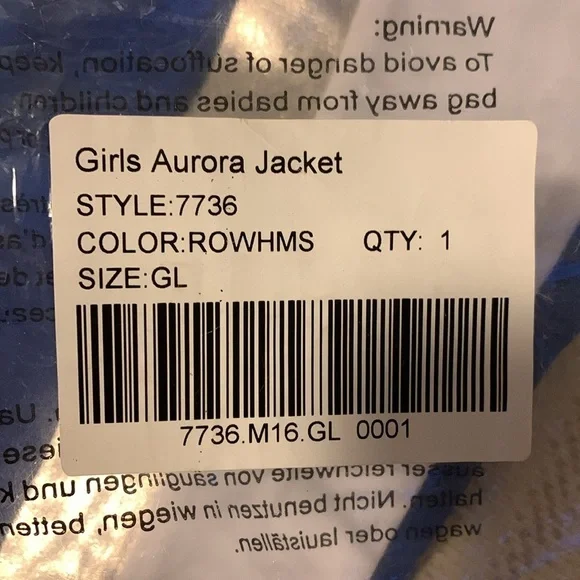 Warning:
To avoid danger of suffocation, keep
bag away from babies and children
Girls Aurora Jacket
STYLE:7736
COLOR:ROWHMS QTY: 1
SIZE:GL
7736.M16.GL 0001
ausser reichweite von säuglingen und
halten. Nicht benutzen in wiegen, betten,
wagen oder lauiställen.